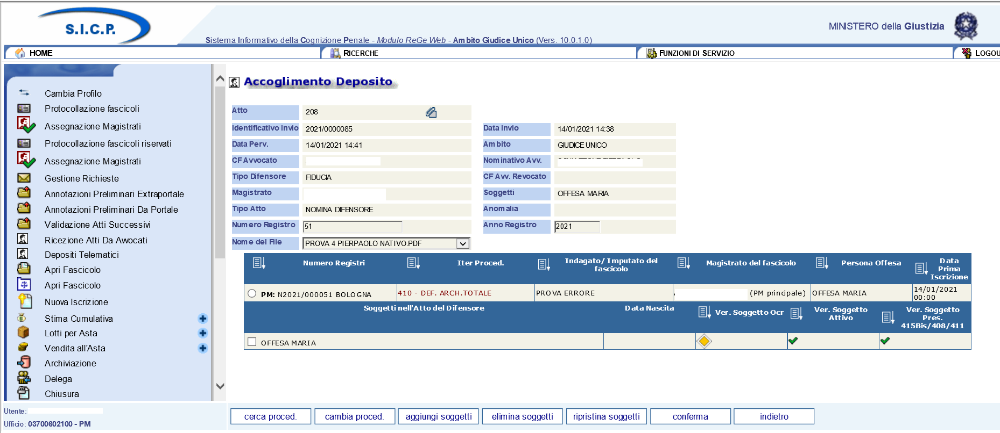 S.I.C.P.
MINISTERO della Giustizia
Sistema Informativo della Cognizione Penale - Modulo ReGe Web - Ambito Giudice Unico (Vers. 10.0.1.0)
HOME
RICERCHE
FUNZIONI DI SERVIZIO
LOGOU
Cambia Profilo
Protocollazione fascicoli
Assegnazione Magistrati
Protocollazione fascicoli riservati
Assegnazione Magistrati
Gestione Richieste
Annotazioni Preliminari Extraportale
Annotazioni Preliminari Da Portale
Validazione Atti Successivi
Ricezione Atti Da Avvocati
Depositi Telematici
Apri Fascicolo
Apri Fascicolo
Nuova Iscrizione
Stima Cumulativa
Lotti per Asta
Vendita all'Asta
Archiviazione
Delega
Chiusura
Utente:
Ufficio: 03700602100 - PM
Accoglimento Deposito
Atto 208
Identificativo Invio 2021/0000085 Data Invio 14/01/2021 14:38
Data Perv. 14/01/2021 14:41 Ambito GIUDICE UNICO
CF Avvocato Nominativo Avv.
Tipo Difensore FIDUCIA CF Avv. Revocato
Magistrato Soggetti OFFESA MARIA
Tipo Atto NOMINA DIFENSORE Anomalia
Numero Registro 51 Anno Registro 2021
Nome del File PROVA 4 PIERPAOLO NATIVO.PDF
Numero Registri
Iter Proced.
Indagato/ Imputato del
fascicolo
Magistrato del fascicolo
Persona Offesa
Data
Prima
Iscrizione
PM: N2021/000051 BOLOGNA
410 - DEF. ARCH.TOTALE
PROVA ERRORE
(PM principale)
OFFESA MARIA
14/01/2021
00:00
Soggetti nell'Atto del Difensore
Data Nascita
Ver. Soggetto Ocr
Ver. Soggetto
Attivo
Ver. Soggetto
Pres.
415Bis/408/411
OFFESA MARIA
cerca proced.
cambia proced.
aggiungi soggetti
elimina soggetti
ripristina soggetti
conferma
indietro